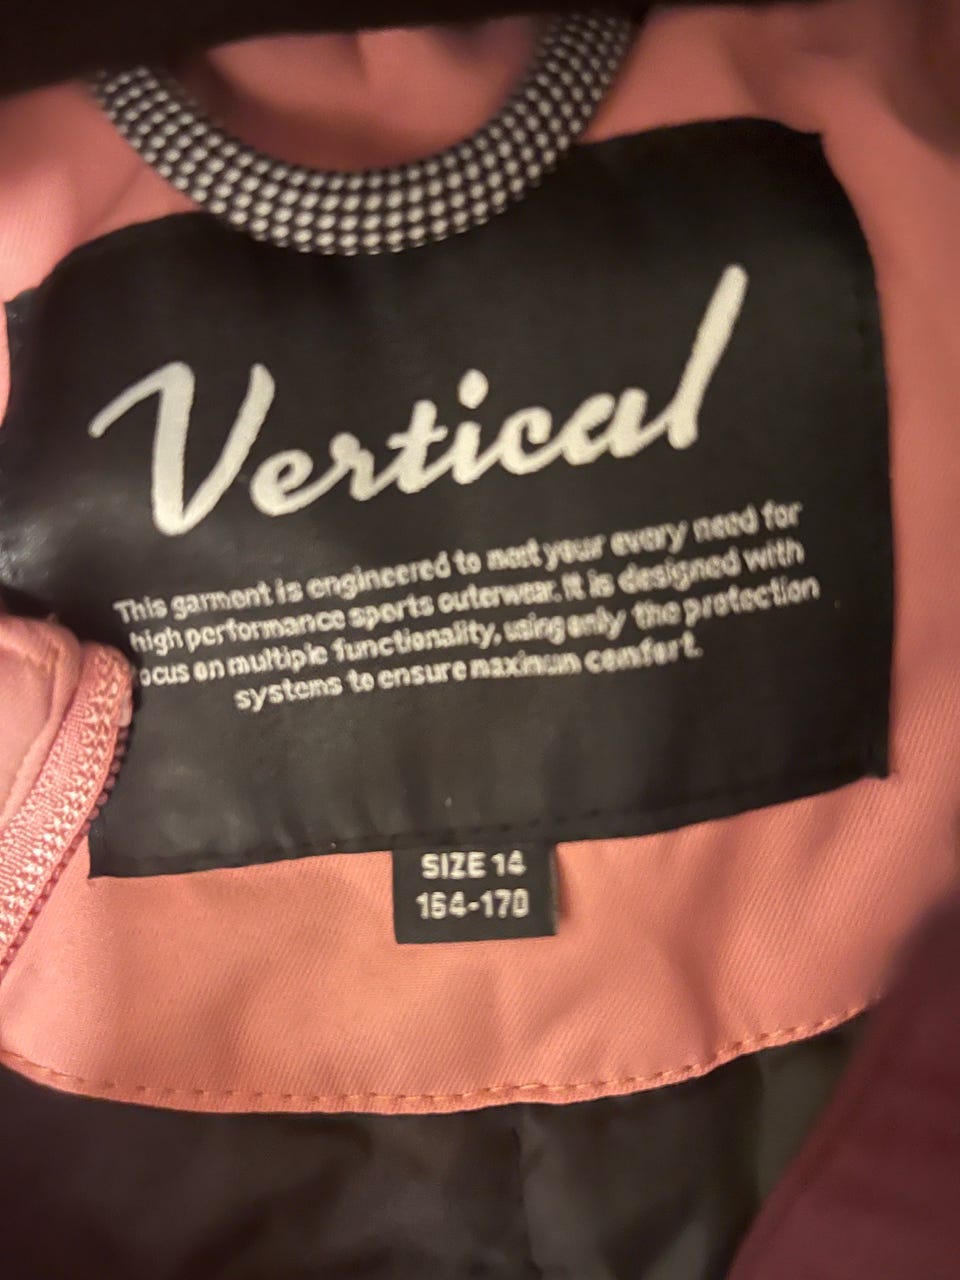 Vertical
This garment is engineered to meet your every need for
high performance sports outerwear. It is designed with
ocus on multiple functionality, using only the protection
systems to ensure maximum comfort.
SIZE 14
164-170